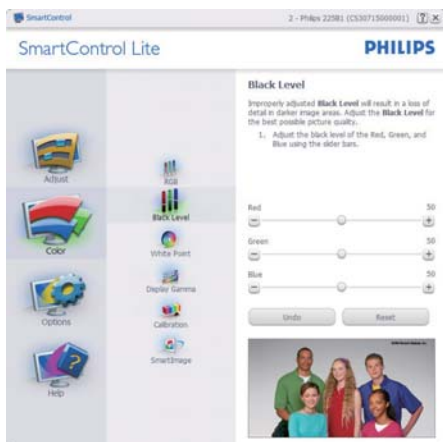 SmartControl
2 - Philips 225B1 (CS30715000001)
SmartControl Lite
PHILIPS
Adjust
Color
Options
Help
RGB
Black Level
White Point
Display Gamma
Calibration
SmartImage
Black Level
Improperly adjusted Black Level will result in a loss of
detail in darker image areas. Adjust the Black Level for
the best possible picture quality.
1. Adjust the black level of the Red, Green, and
Blue using the slider bars.
Red 50
Green 50
Blue 50
Undo Reset